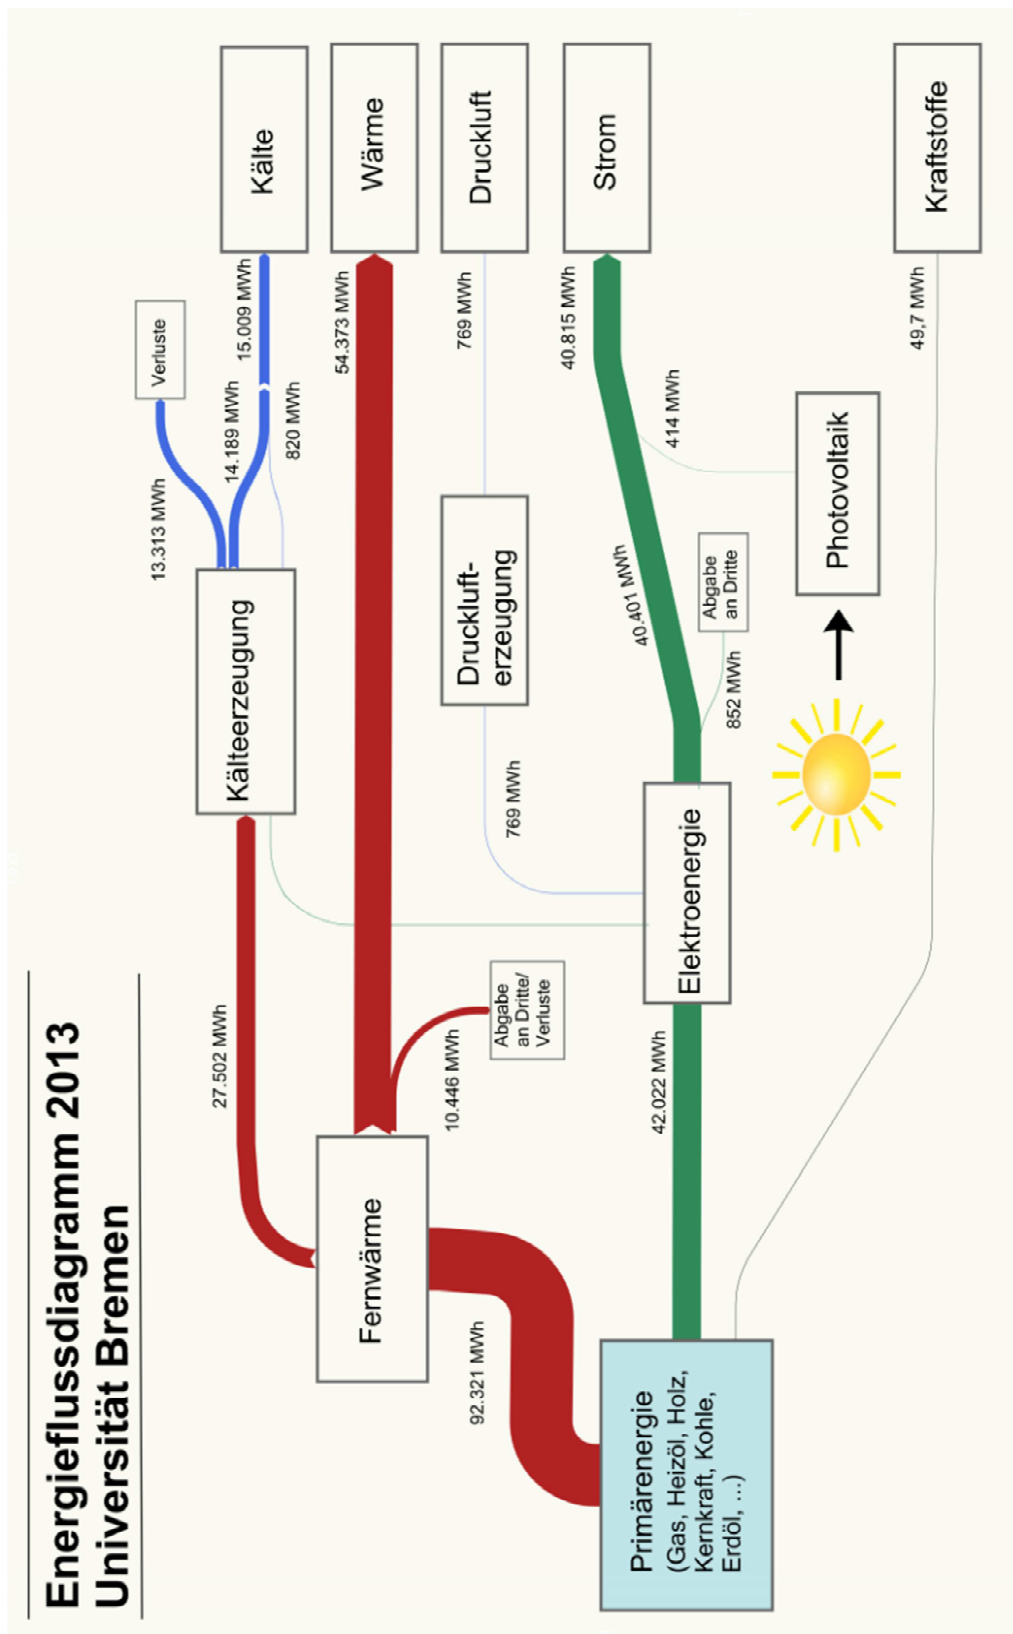 Energieflussdiagramm 2013
Universität Bremen
Primärenergie
(Gas, Heizöl, Holz,
Kernkraft, Kohle,
Erdöl, ...)
92.321 MWh
Fernwärme
27.502 MWh
10.446 MWh
Abgabe
an Dritte/
Verluste
42.022 MWh
Elektroenergie
769 MWh
852 MWh
Abgabe
an Dritte
40.401 MWh
Kälteerzeugung
Druckluft-
erzeugung
Photovoltaik
13.313 MWh
Verluste
14.189 MWh
820 MWh
414 MWh
15.009 MWh
54.373 MWh
769 MWh
40.815 MWh
49,7 MWh
Kälte
Wärme
Druckluft
Strom
Kraftstoffe